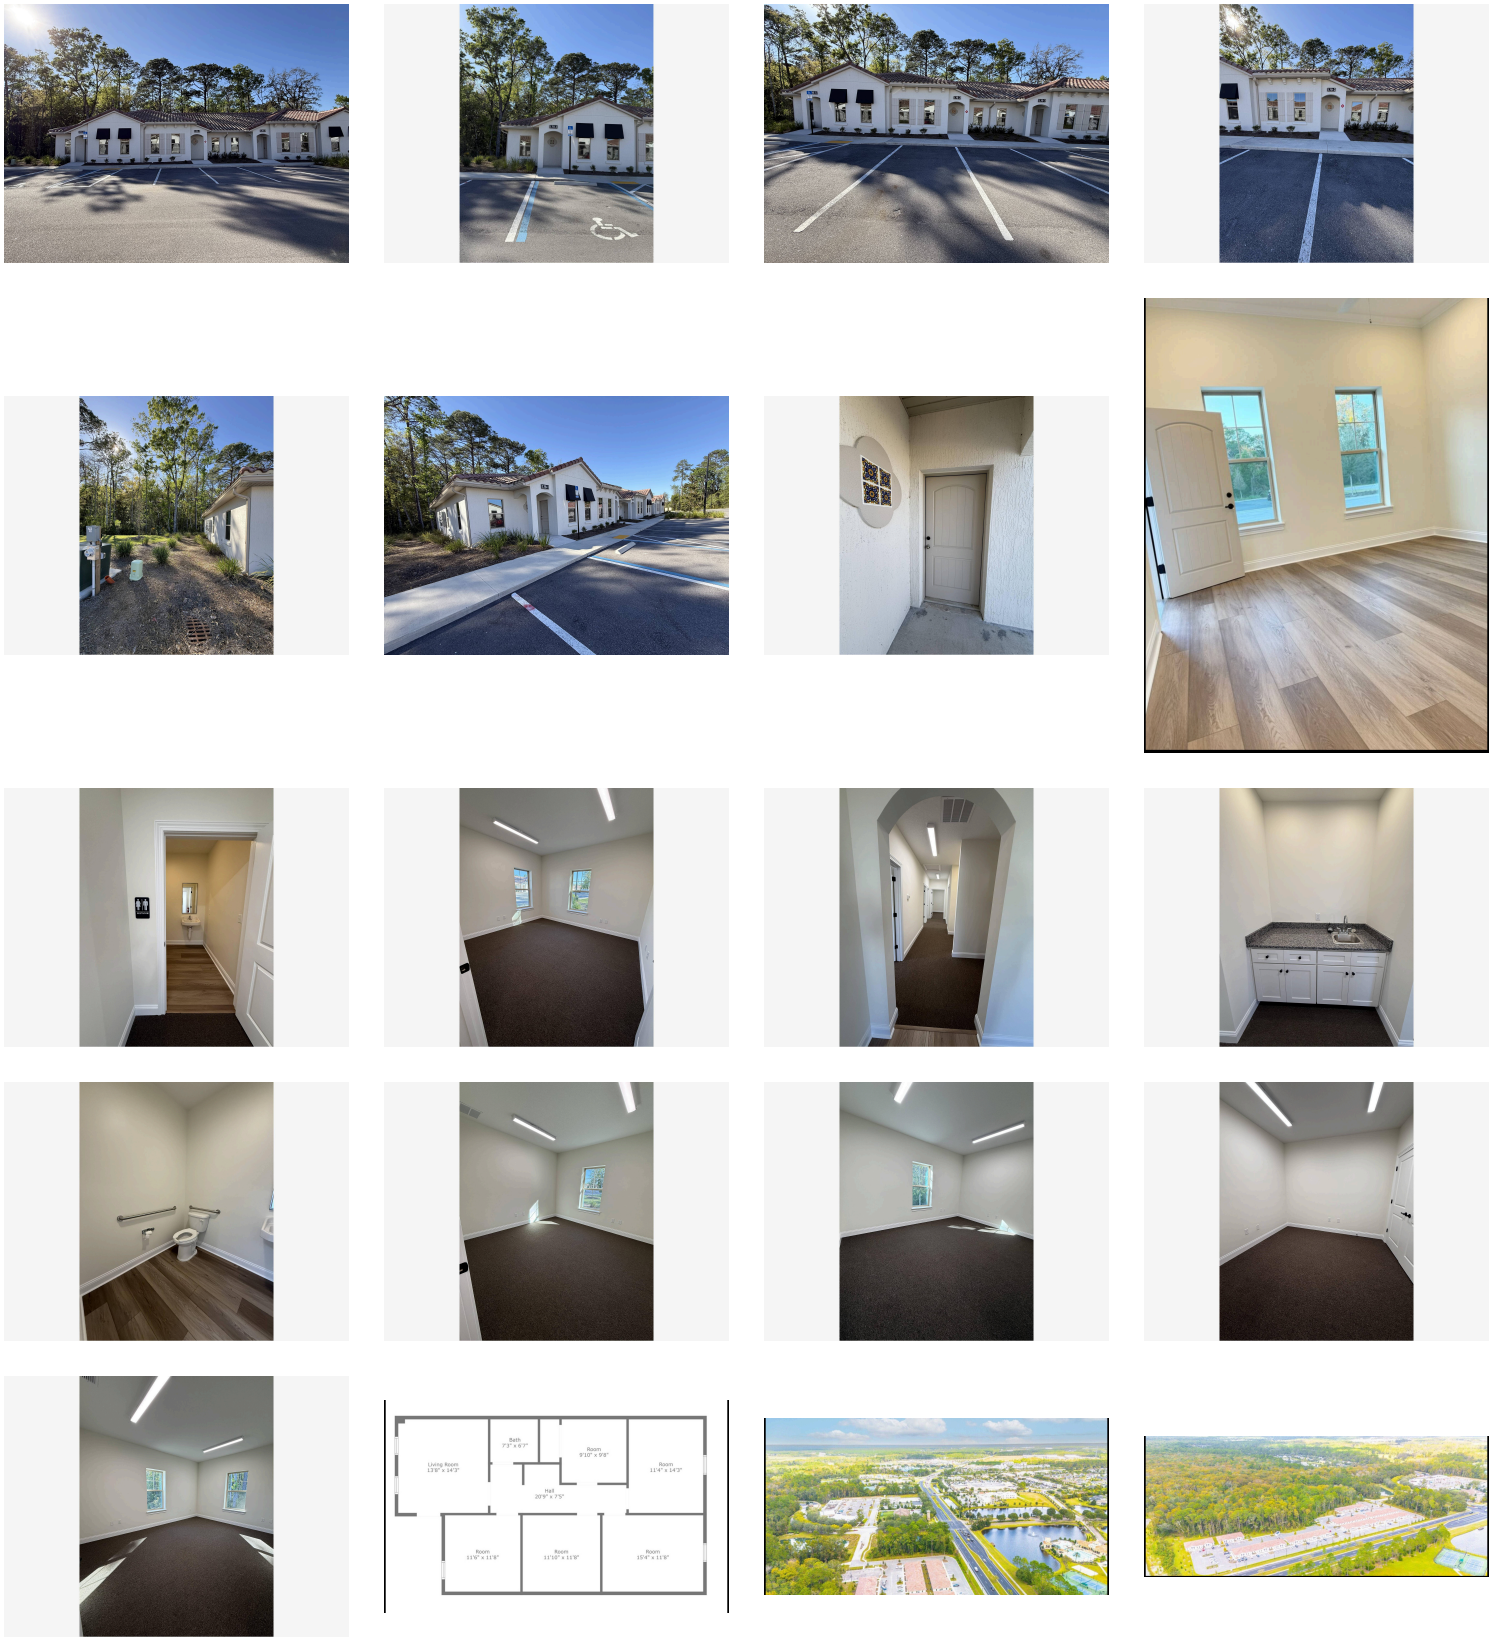 Bath
7'3" x 6'7"
Room
9'10" x 9'8"
Living Room
13'8" x 14'3"
Room
11'4" x 14'3"
Hall
20'9" x 7'5"
Room
11'6" x 11'8"
Room
11'10" x 11'8"
Room
15'4" x 11'8"